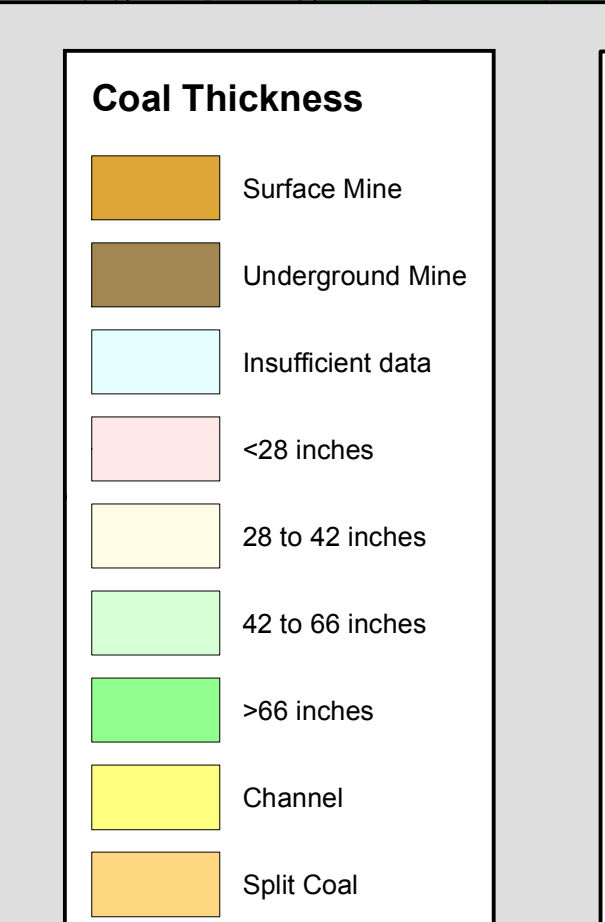 Coal Thickness
Surface Mine
Underground Mine
Insufficient data
<28 inches
28 to 42 inches
42 to 66 inches
>66 inches
Channel
Split Coal